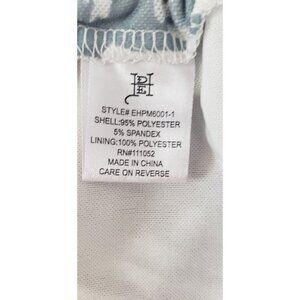 STYLE# EHPM6001-1
SHELL:95% POLYESTER
5% SPANDEX
LINING:100% POLYESTER
RN#111052
MADE IN CHINA
CARE ON REVERSE